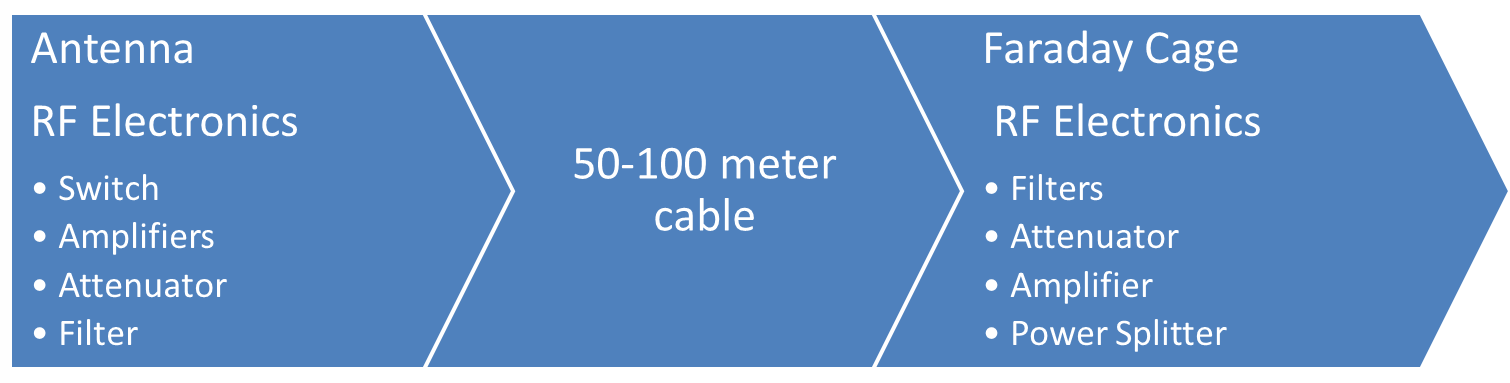 Antenna
RF Electronics
• Switch
• Amplifiers
• Attenuator
• Filter
50-100 meter
cable
Faraday Cage
RF Electronics
• Filters
• Attenuator
• Amplifier
• Power Splitter